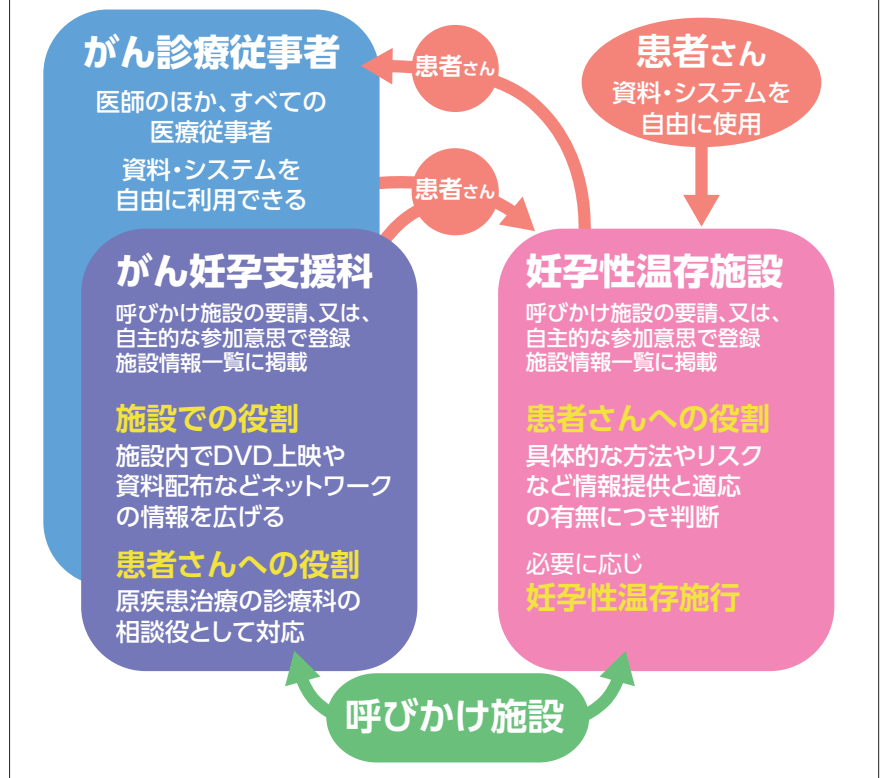 がん診療従事者
医師のほか、すべての
医療従事者
資料・システムを
自由に利用できる
患者さん
患者さん
患者さん
資料・システムを
自由に使用
がん妊孕支援科
呼びかけ施設の要請、又は、
自主的な参加意思で登録
施設情報一覧に掲載
施設での役割
施設内でDVD上映や
資料配布などネットワーク
の情報を広げる
患者さんへの役割
原疾患治療の診療科の
相談役として対応
妊孕性温存施設
呼びかけ施設の要請、又は、
自主的な参加意思で登録
施設情報一覧に掲載
患者さんへの役割
具体的な方法やリスク
など情報提供と適応
の有無につき判断
必要に応じ
妊孕性温存施行
呼びかけ施設